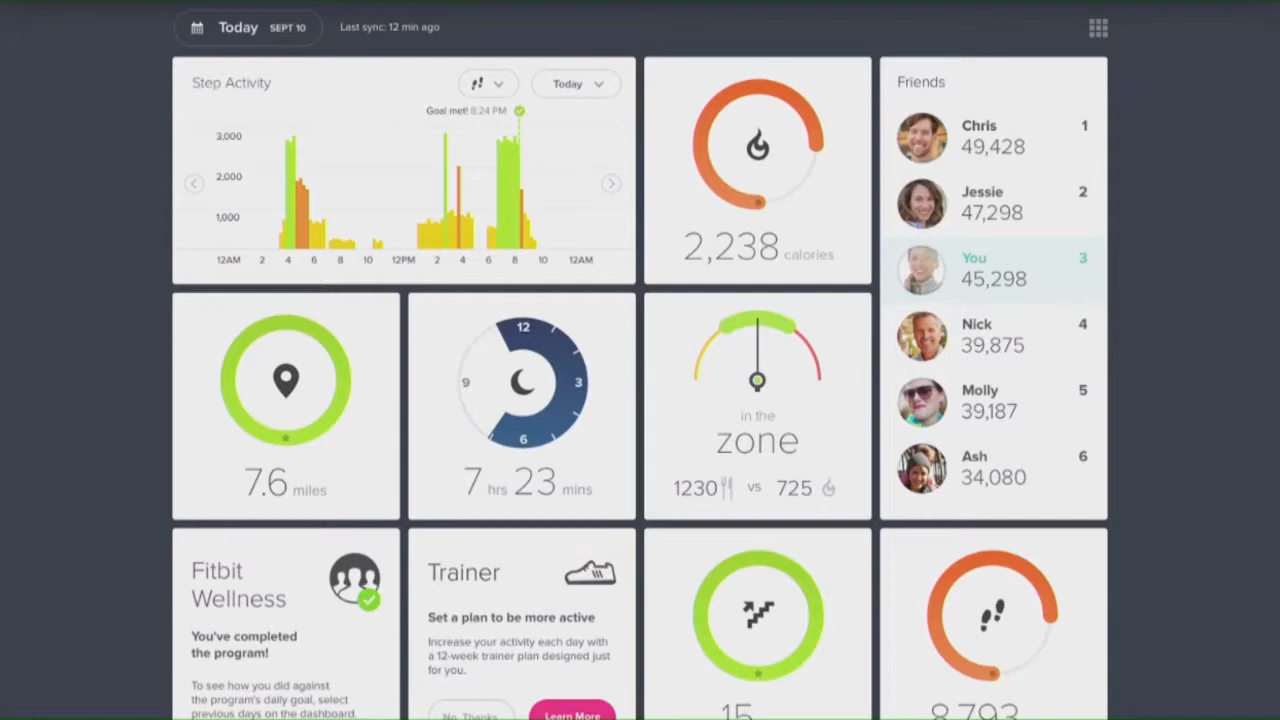 Today SEPT 10
Last sync: 12 min ago
Step Activity
Today
Goal met! 8:24 PM
3,000
2,000
1,000
12AM 2 4 6 8 10 12PM 2 4 6 8 10 12AM
2,238 calories
Friends
Chris 1
49,428
Jessie 2
47,298
You 3
45,298
Nick 4
39,875
Molly 5
39,187
Ash 6
34,080
7.6 miles
12
9 3
6
7 hrs 23 mins
in the
zone
1230 vs 725
Fitbit
Wellness
You've completed
the program!
To see how you did against
the program's daily goal, select
previous days on the dashboard.
Trainer
Set a plan to be more active
Increase your activity each day with
a 12-week trainer plan designed just
for you.
No, Thanks
Learn More
15
8,793